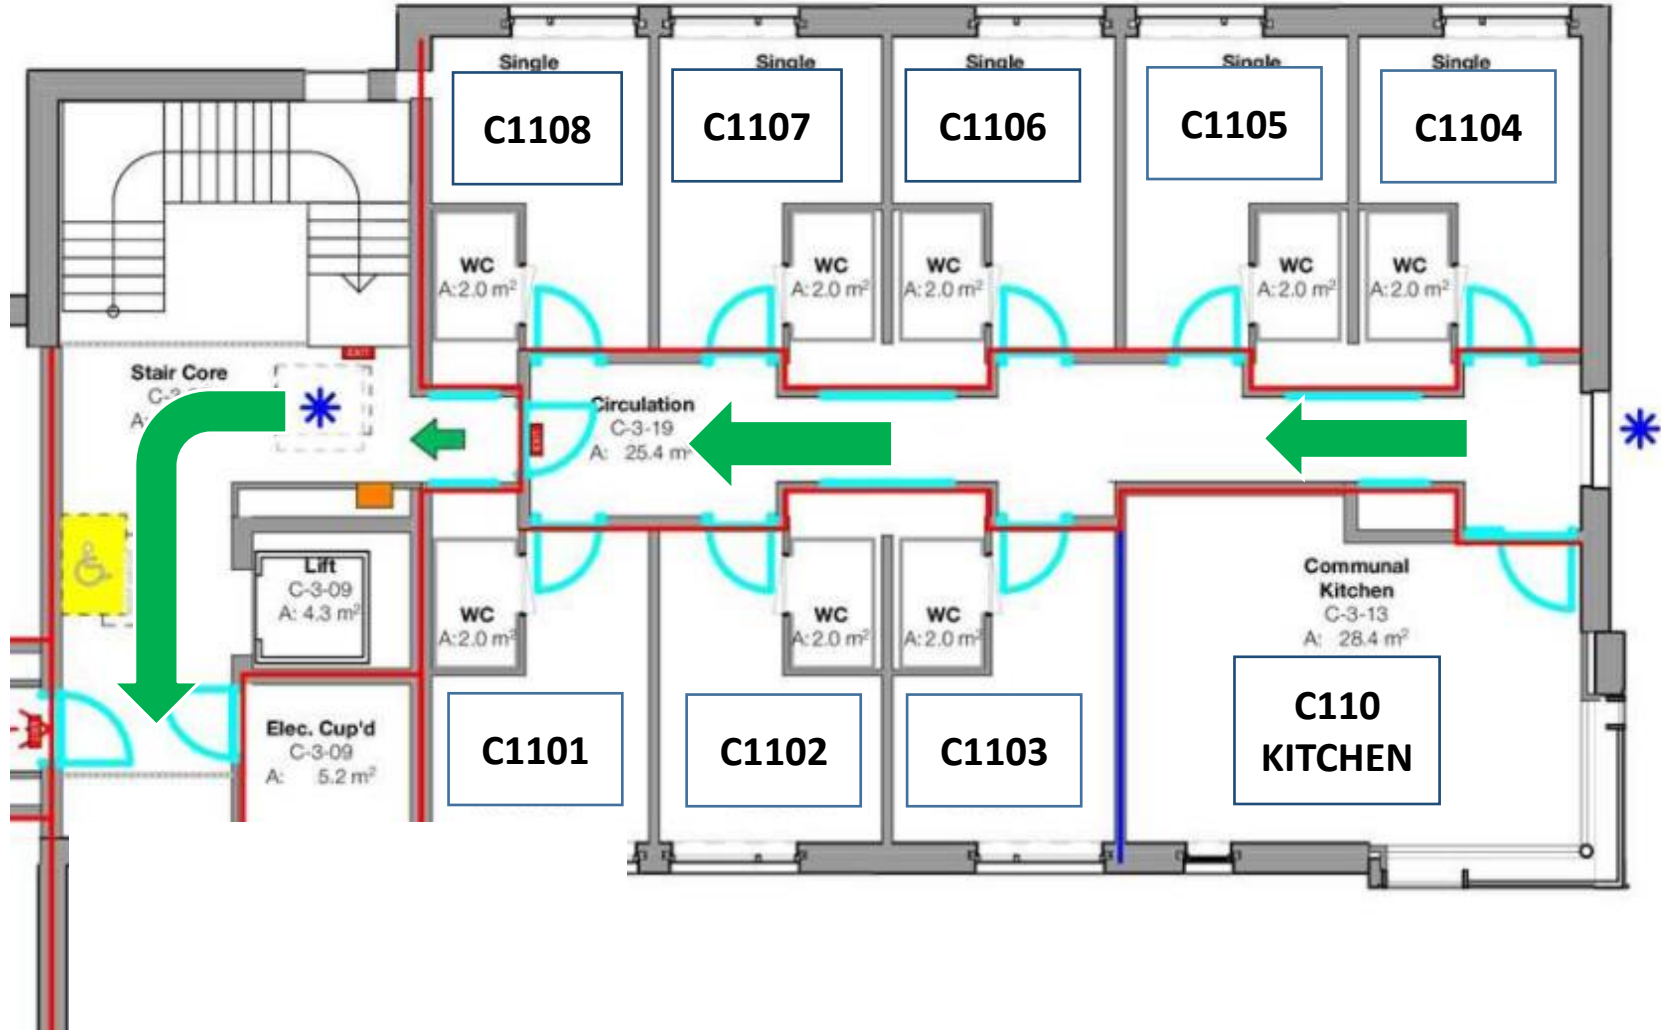 Single
Single
Single
Single
Single
C1108
C1107
C1106
C1105
C1104
WC
A:2.0 m²
WC
A:2.0 m²
WC
A:2.0 m²
WC
A:2.0 m²
WC
A:2.0 m²
EXIT
Stair Core
Circulation
C-3-19
A: 25.4 m²
EXIT
Lift
C-3-09
A: 4.3 m²
WC
A:2.0 m²
WC
A:2.0 m²
WC
A:2.0 m²
Communal
Kitchen
C-3-13
A: 28.4 m²
Elec. Cup'd
C-3-09
A: 5.2 m²
C1101
C1102
C1103
C110
KITCHEN